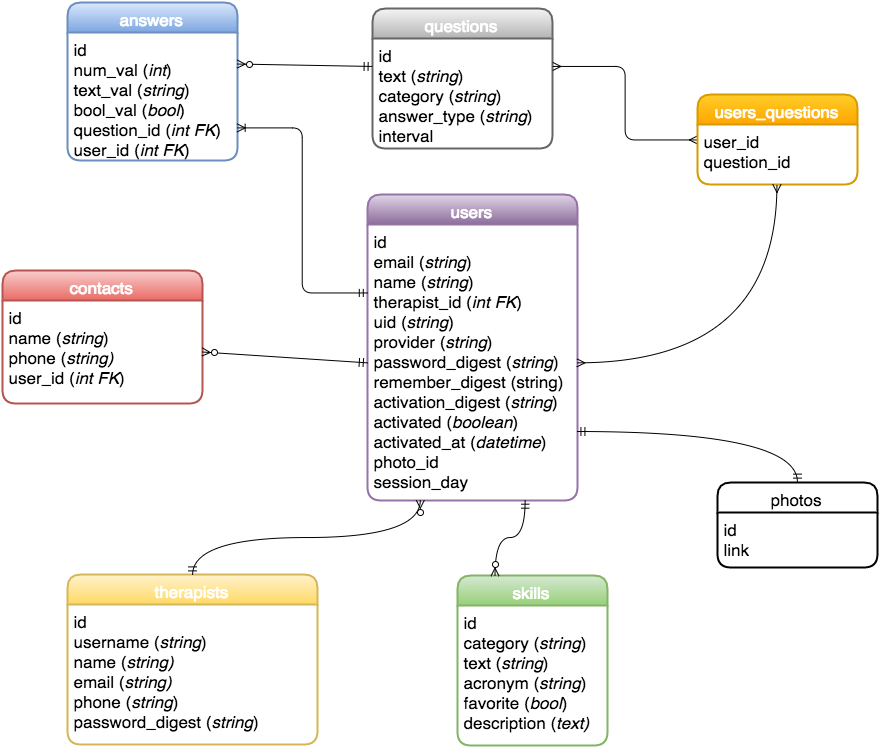 answers
id
num_val (int)
text_val (string)
bool_val (bool)
question_id (int FK)
user_id (int FK)
questions
id
text (string)
category (string)
answer_type (string)
interval
users_questions
user_id
question_id
users
id
email (string)
name (string)
therapist_id (int FK)
uid (string)
provider (string)
password_digest (string)
remember_digest (string)
activation_digest (string)
activated (boolean)
activated_at (datetime)
photo_id
session_day
contacts
id
name (string)
phone (string)
user_id (int FK)
photos
id
link
therapists
id
username (string)
name (string)
email (string)
phone (string)
password_digest (string)
skills
id
category (string)
text (string)
acronym (string)
favorite (bool)
description (text)